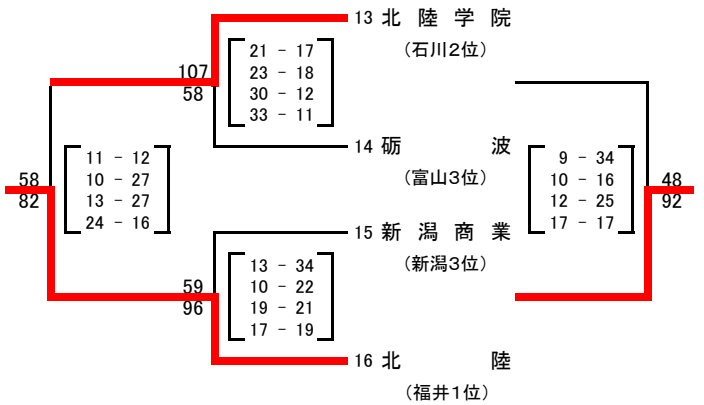 13 北陸学院
(石川2位)
107
58
21 - 17
23 - 18
30 - 12
33 - 11
14 砺波
(富山3位)
58
82
11 - 12
10 - 27
13 - 27
24 - 16
9 - 34
10 - 16
12 - 25
17 - 17
48
92
15 新潟商業
(新潟3位)
59
96
13 - 34
10 - 22
19 - 21
17 - 19
16 北陸
(福井1位)